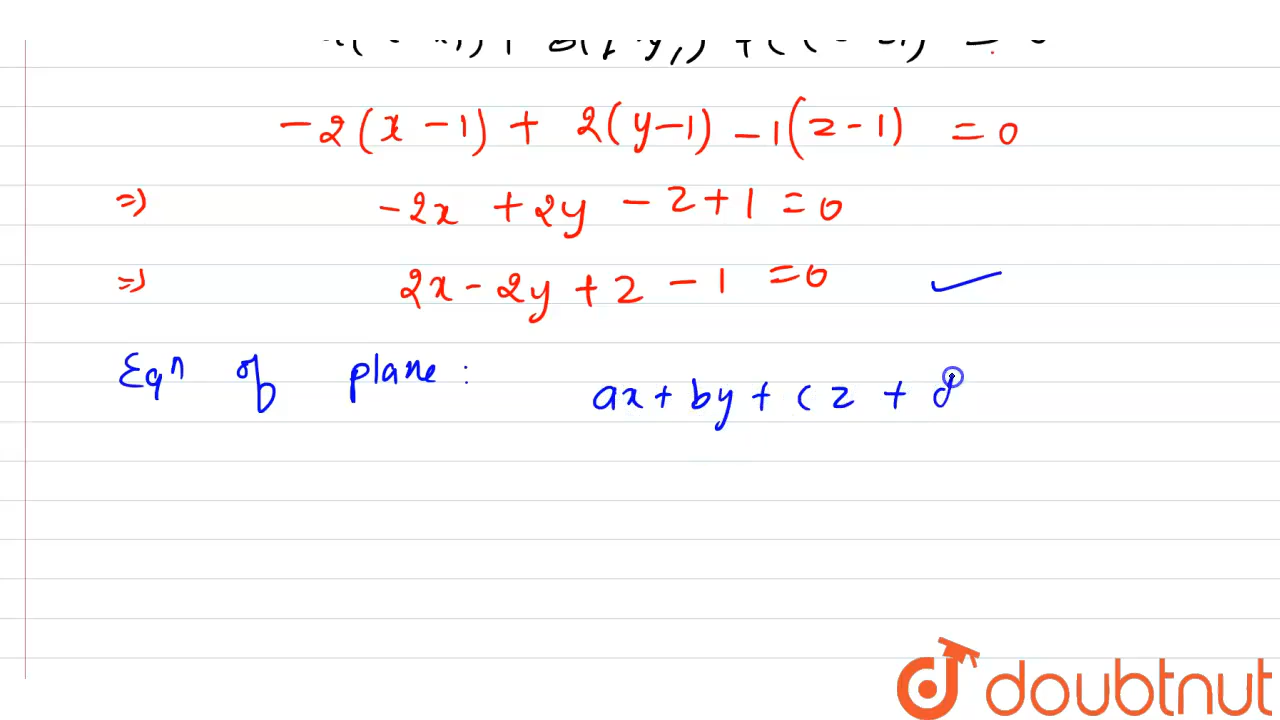 -2(x-1) + 2(y-1) -1(z-1) = 0
=> -2x + 2y - z + 1 = 0
=> 2x - 2y + z - 1 = 0
Eqn of plane : ax + by + cz + d
doubtnut